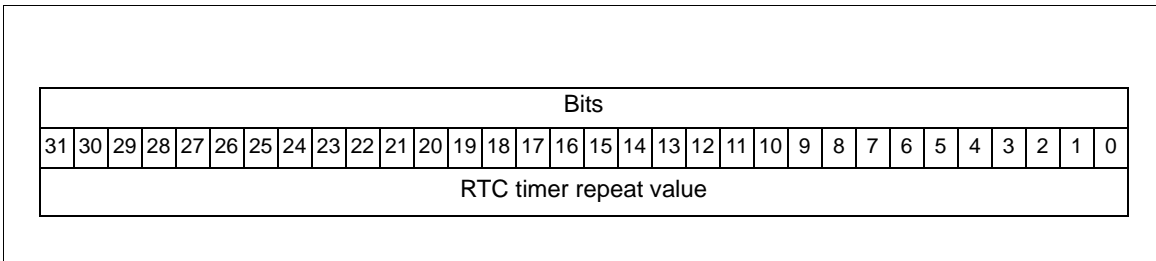 Bits
31 30 29 28 27 26 25 24 23 22 21 20 19 18 17 16 15 14 13 12 11 10 9 8 7 6 5 4 3 2 1 0
RTC timer repeat value